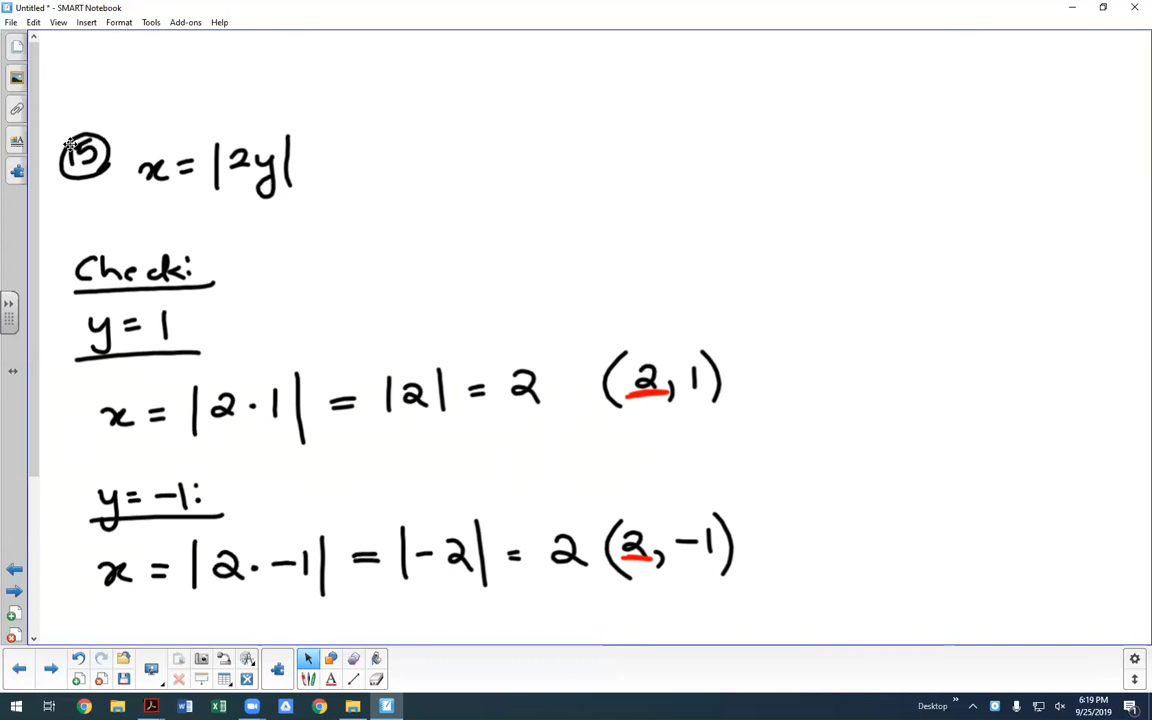 Untitled * - SMART Notebook
File Edit View Insert Format Tools Add-ons Help
15 x = |2y|
Check:
y = 1
x = |2 · 1| = |2| = 2 (2, 1)
y = -1:
x = |2 · -1| = |-2| = 2 (2, -1)
Desktop
6:19 PM
9/25/2019